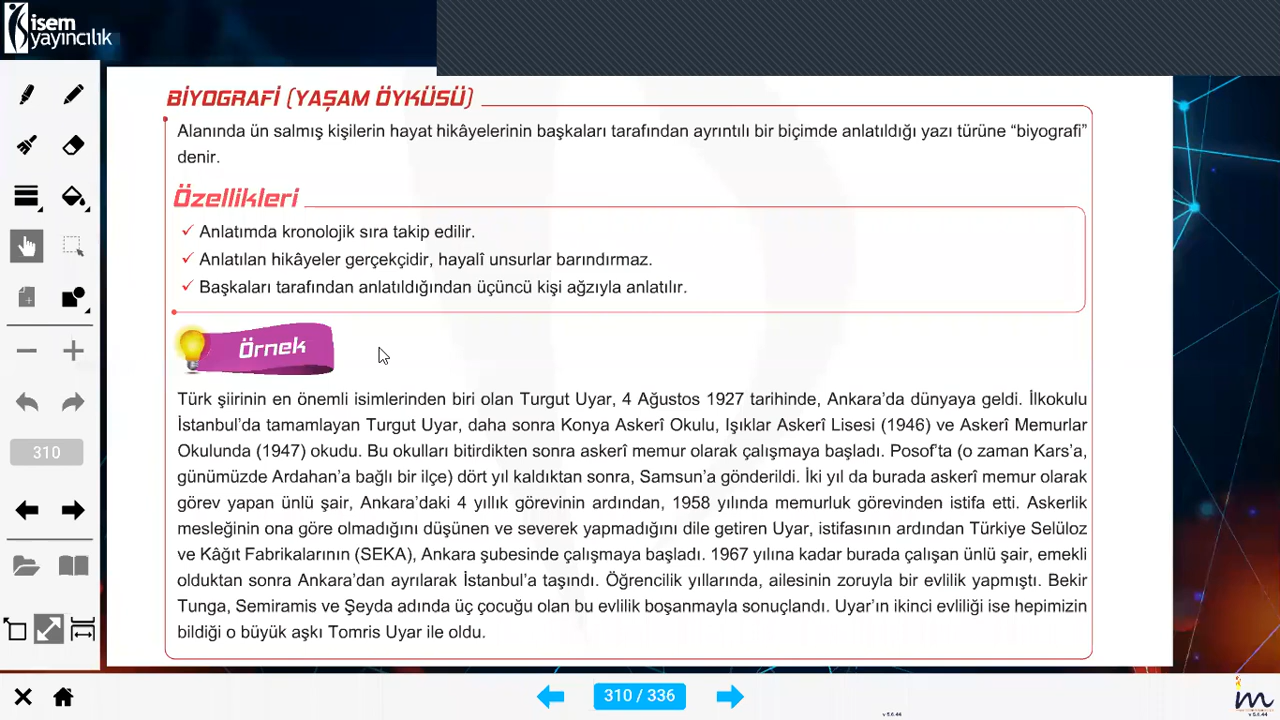 isem
yayıncılık
BİYOGRAFİ (YAŞAM ÖYKÜSÜ)
Alanında ün salmış kişilerin hayat hikâyelerinin başkaları tarafından ayrıntılı bir biçimde anlatıldığı yazı türüne “biyografi”
denir.
Özellikleri
✓ Anlatımda kronolojik sıra takip edilir.
✓ Anlatılan hikâyeler gerçekçidir, hayalî unsurlar barındırmaz.
✓ Başkaları tarafından anlatıldığından üçüncü kişi ağzıyla anlatılır.
Örnek
Türk şiirinin en önemli isimlerinden biri olan Turgut Uyar, 4 Ağustos 1927 tarihinde, Ankara’da dünyaya geldi. İlkokulu
İstanbul’da tamamlayan Turgut Uyar, daha sonra Konya Askerî Okulu, Işıklar Askerî Lisesi (1946) ve Askerî Memurlar
Okulunda (1947) okudu. Bu okulları bitirdikten sonra askerî memur olarak çalışmaya başladı. Posof’ta (o zaman Kars’a,
günümüzde Ardahan’a bağlı bir ilçe) dört yıl kaldıktan sonra, Samsun’a gönderildi. İki yıl da burada askerî memur olarak
görev yapan ünlü şair, Ankara’daki 4 yıllık görevinin ardından, 1958 yılında memurluk görevinden istifa etti. Askerlik
mesleğinin ona göre olmadığını düşünen ve severek yapmadığını dile getiren Uyar, istifasının ardından Türkiye Selüloz
ve Kâğıt Fabrikalarının (SEKA), Ankara şubesinde çalışmaya başladı. 1967 yılına kadar burada çalışan ünlü şair, emekli
olduktan sonra Ankara’dan ayrılarak İstanbul’a taşındı. Öğrencilik yıllarında, ailesinin zoruyla bir evlilik yapmıştı. Bekir
Tunga, Semiramis ve Şeyda adında üç çocuğu olan bu evlilik boşanmayla sonuçlandı. Uyar’ın ikinci evliliği ise hepimizin
bildiği o büyük aşkı Tomris Uyar ile oldu.
310
310 / 336
v 5.6.44
v 5.6.44